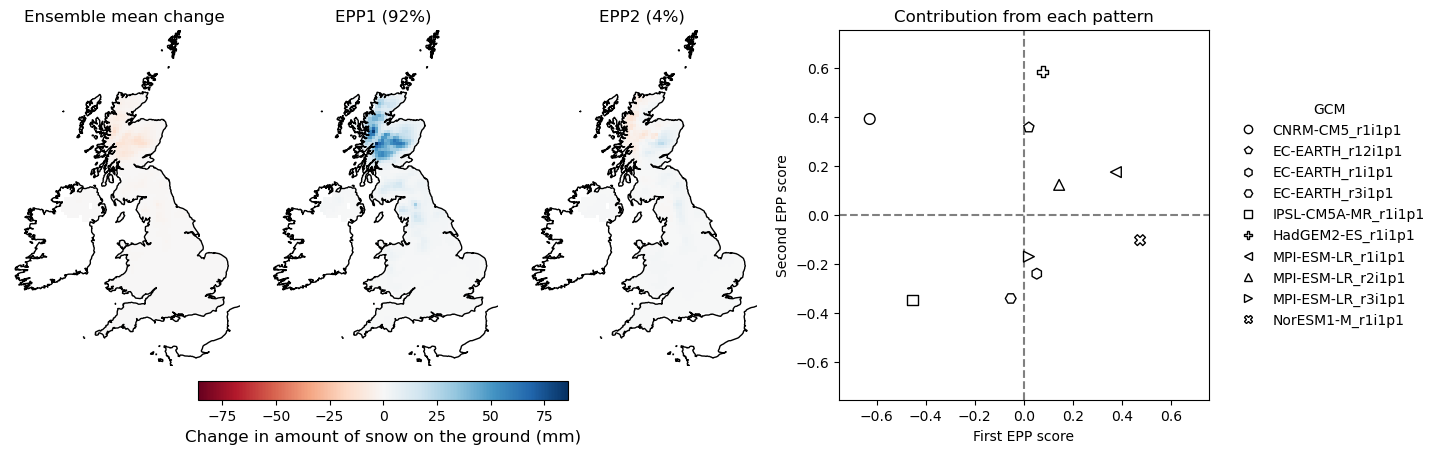 Ensemble mean change
EPP1 (92%)
EPP2 (4%)
−75 −50 −25 0 25 50 75
Change in amount of snow on the ground (mm)
Contribution from each pattern
Second EPP score
0.6
0.4
0.2
0.0
−0.2
−0.4
−0.6
−0.6 −0.4 −0.2 0.0 0.2 0.4 0.6
First EPP score
GCM
CNRM-CM5_r1i1p1
EC-EARTH_r12i1p1
EC-EARTH_r1i1p1
EC-EARTH_r3i1p1
IPSL-CM5A-MR_r1i1p1
HadGEM2-ES_r1i1p1
MPI-ESM-LR_r1i1p1
MPI-ESM-LR_r2i1p1
MPI-ESM-LR_r3i1p1
NorESM1-M_r1i1p1